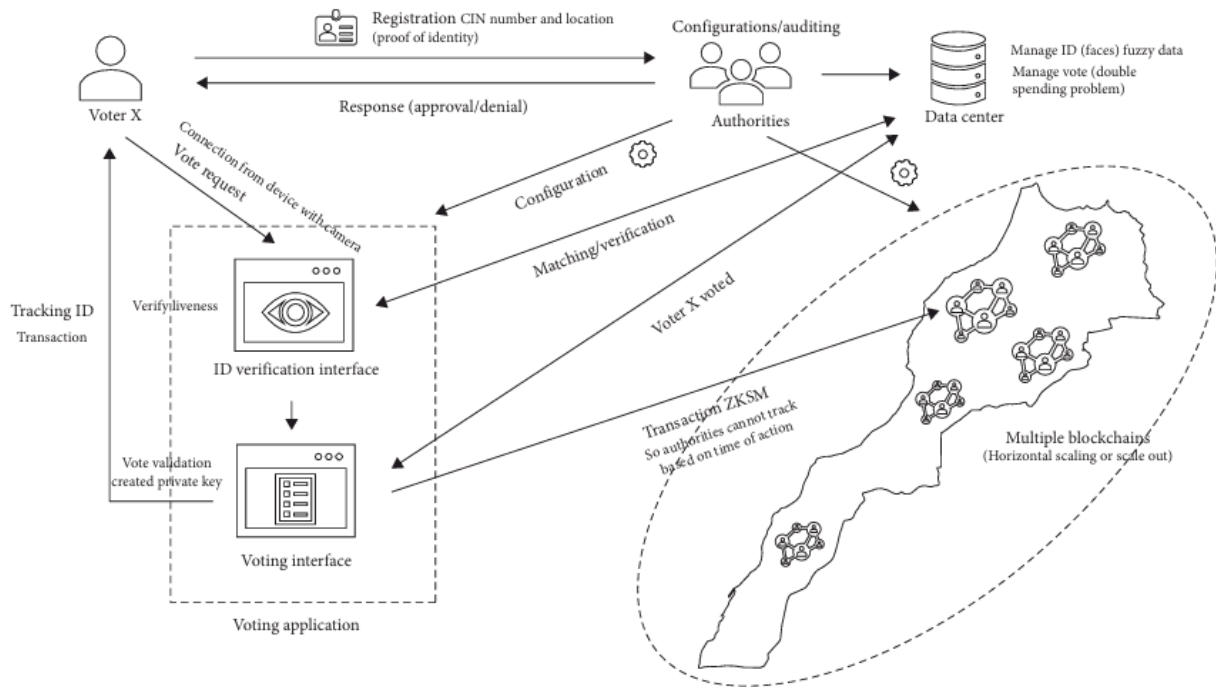 Registration CIN number and location
(proof of identity)
Configurations/auditing
Manage ID (faces) fuzzy data
Manage vote (double
spending problem)
Response (approval/denial)
Voter X
Authorities
Data center
Connection from device with camera
Vote request
Configuration
Matching/verification
Voter X voted
Tracking ID
Transaction
Verify liveness
ID verification interface
Transaction ZKSM
So authorities cannot track
based on time of action
Multiple blockchains
(Horizontal scaling or scale out)
Vote validation
created private key
Voting interface
Voting application